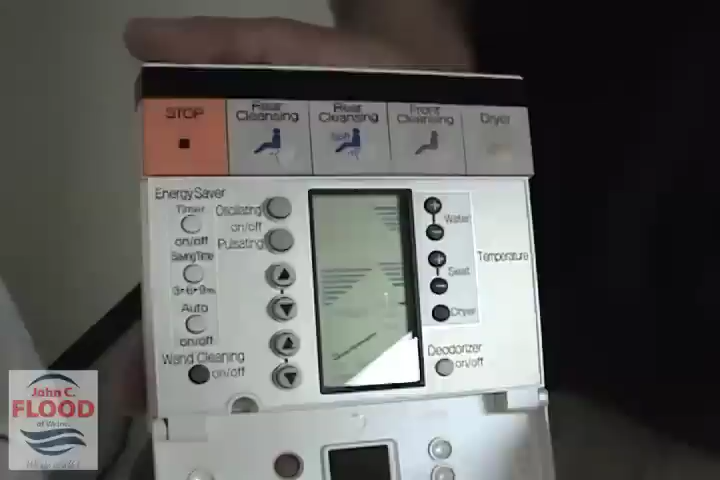 STOP
Rear
Cleansing
Rear
Cleansing
Soft
Front
Cleansing
Dryer
Energy Saver
Timer
on/off
Saving Time
3•6•9hrs
Auto
on/off
Oscillating
on/off
Pulsating
Wand Cleaning
on/off
Water
Seat
Dryer
Temperature
Deodorizer
on/off
John C.
FLOOD